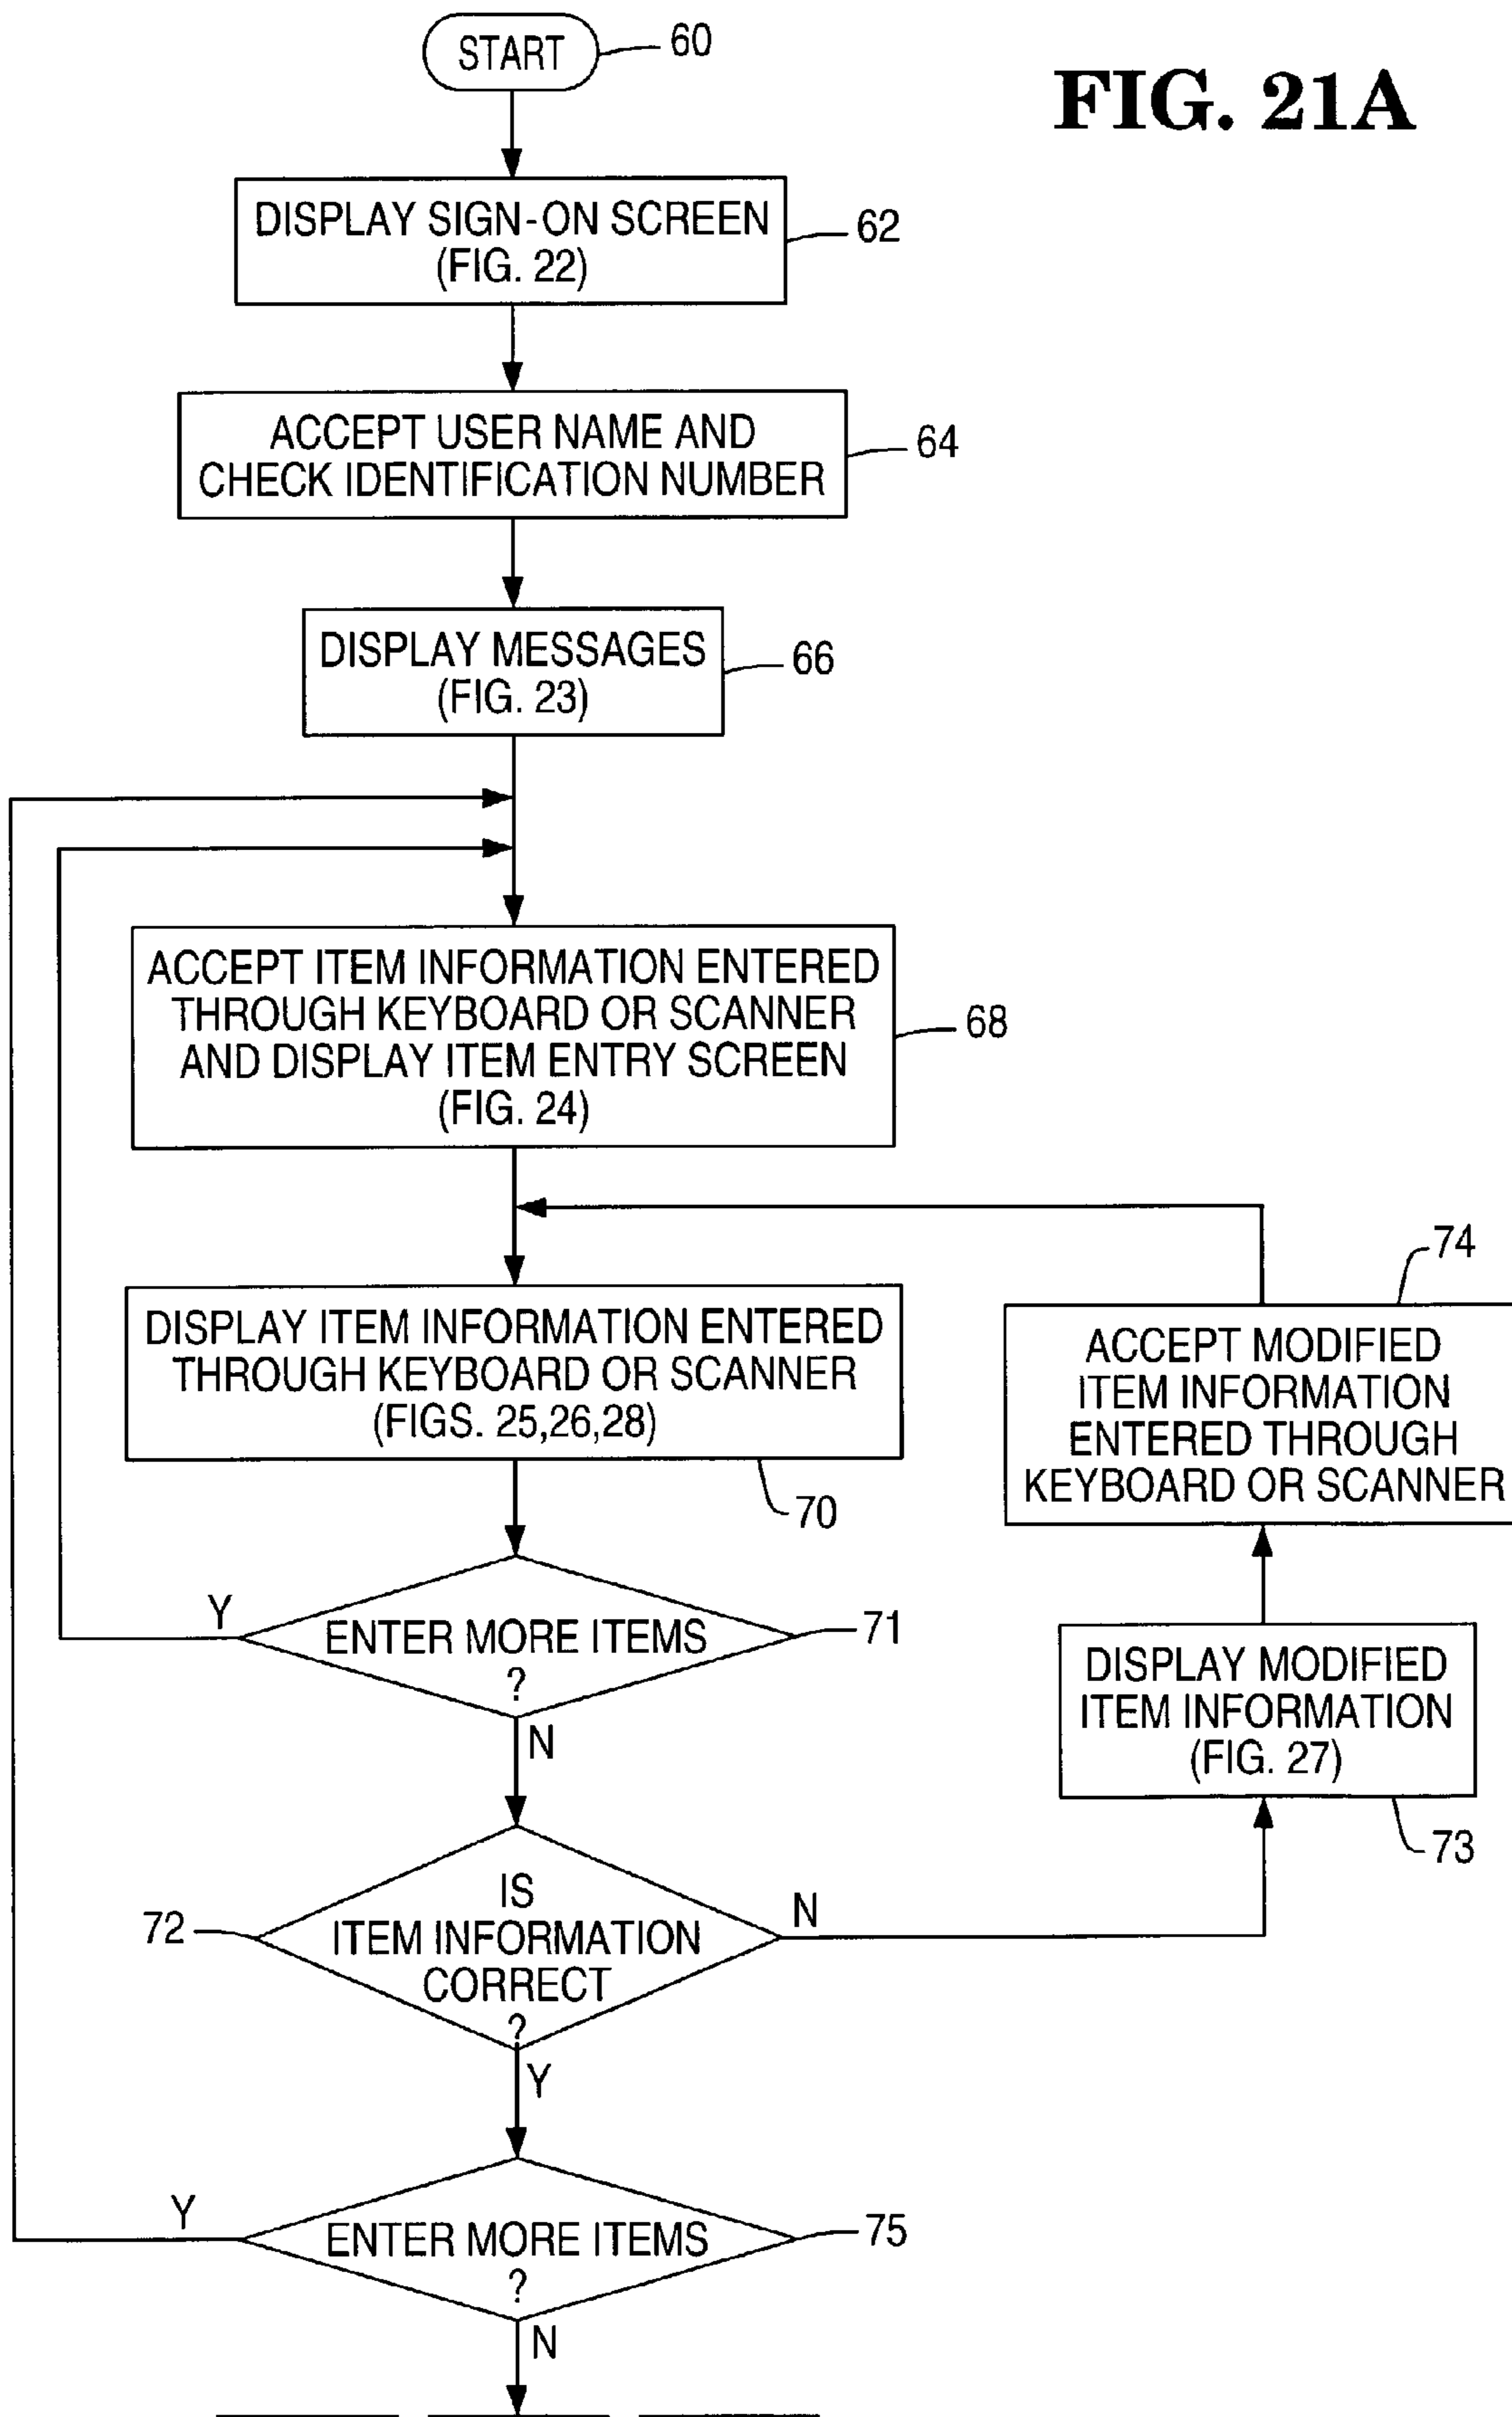 START
60
FIG. 21A
DISPLAY SIGN-ON SCREEN
(FIG. 22)
62
ACCEPT USER NAME AND
CHECK IDENTIFICATION NUMBER
64
DISPLAY MESSAGES
(FIG. 23)
66
ACCEPT ITEM INFORMATION ENTERED
THROUGH KEYBOARD OR SCANNER
AND DISPLAY ITEM ENTRY SCREEN
(FIG. 24)
68
DISPLAY ITEM INFORMATION ENTERED
THROUGH KEYBOARD OR SCANNER
(FIGS. 25,26,28)
70
74
ACCEPT MODIFIED
ITEM INFORMATION
ENTERED THROUGH
KEYBOARD OR SCANNER
Y
ENTER MORE ITEMS
?
71
N
DISPLAY MODIFIED
ITEM INFORMATION
(FIG. 27)
73
72
IS
ITEM INFORMATION
CORRECT
?
N
Y
Y
ENTER MORE ITEMS
?
75
N